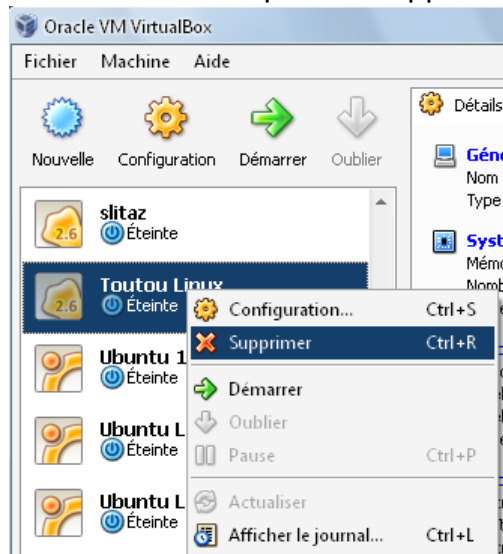 Oracle VM VirtualBox
Fichier Machine Aide
Nouvelle Configuration Démarrer Oublier
Détails
slitaz
Éteinte
Toutou Linux
Éteinte
Ubuntu 1
Éteinte
Ubuntu L
Éteinte
Ubuntu L
Éteinte
Configuration... Ctrl+S
Supprimer Ctrl+R
Démarrer
Oublier
Pause Ctrl+P
Actualiser
Afficher le journal... Ctrl+L
Géné
Nom
Type
Syst
Mémo
Nomb
2.6
2.6